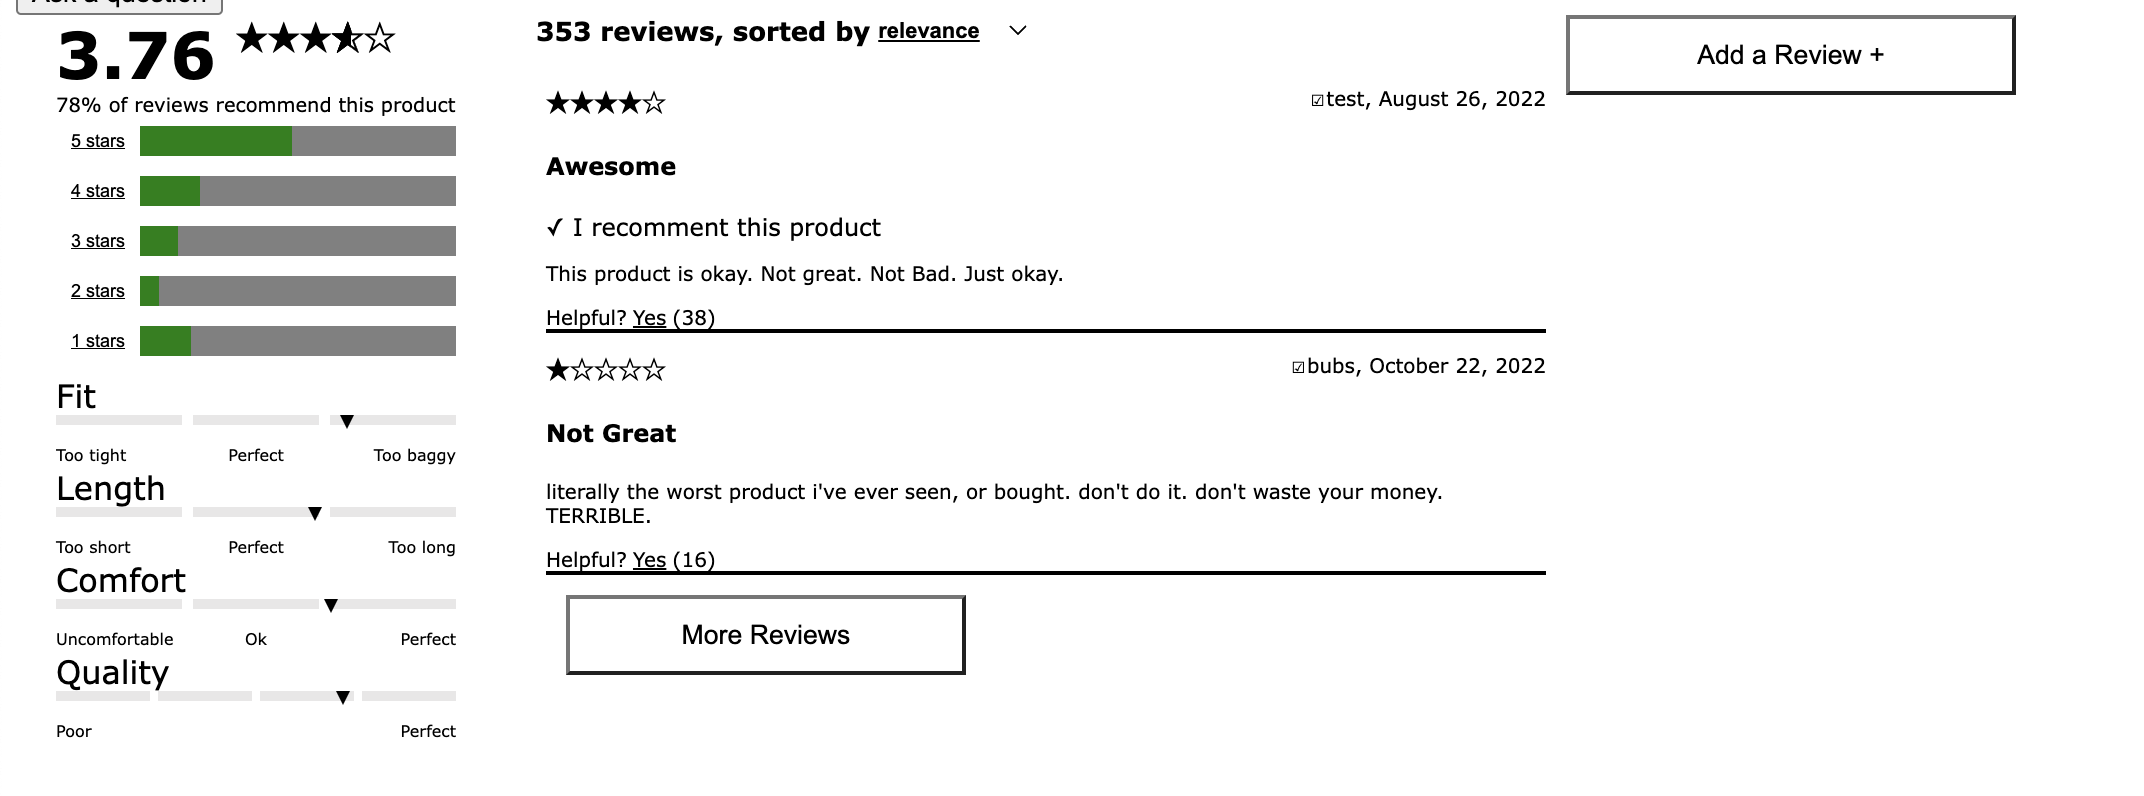 Ask a question
3.76
78% of reviews recommend this product
5 stars
4 stars
3 stars
2 stars
1 stars
Fit
Too tight Perfect Too baggy
Length
Too short Perfect Too long
Comfort
Uncomfortable Ok Perfect
Quality
Poor Perfect
353 reviews, sorted by relevance
test, August 26, 2022
Awesome
✓ I recomment this product
This product is okay. Not great. Not Bad. Just okay.
Helpful? Yes (38)
bubs, October 22, 2022
Not Great
literally the worst product i've ever seen, or bought. don't do it. don't waste your money.
TERRIBLE.
Helpful? Yes (16)
More Reviews
Add a Review +